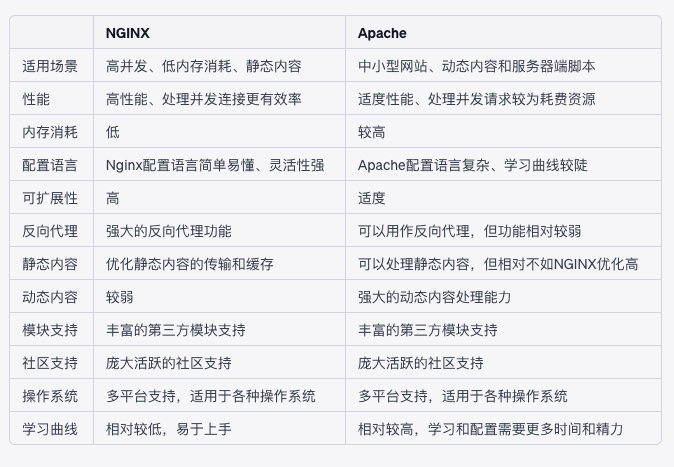 NGINX Apache
适用场景 高并发、低内存消耗、静态内容 中小型网站、动态内容和服务器端脚本
性能 高性能、处理并发连接更有效率 适度性能、处理并发请求较为耗费资源
内存消耗 低 较高
配置语言 Nginx配置语言简单易懂、灵活性强 Apache配置语言复杂、学习曲线较陡
可扩展性 高 适度
反向代理 强大的反向代理功能 可以用作反向代理，但功能相对较弱
静态内容 优化静态内容的传输和缓存 可以处理静态内容，但相对不如NGINX优化高
动态内容 较弱 强大的动态内容处理能力
模块支持 丰富的第三方模块支持 丰富的第三方模块支持
社区支持 庞大活跃的社区支持 庞大活跃的社区支持
操作系统 多平台支持，适用于各种操作系统 多平台支持，适用于各种操作系统
学习曲线 相对较低，易于上手 相对较高，学习和配置需要更多时间和精力